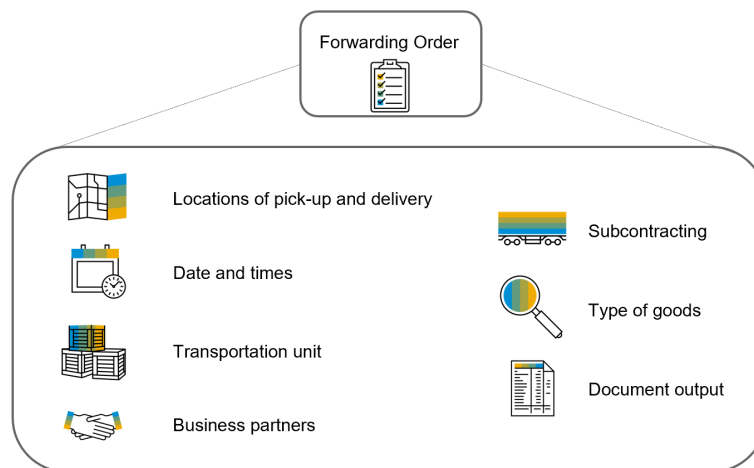 Forwarding Order
Locations of pick-up and delivery
Date and times
Transportation unit
Business partners
Subcontracting
Type of goods
Document output